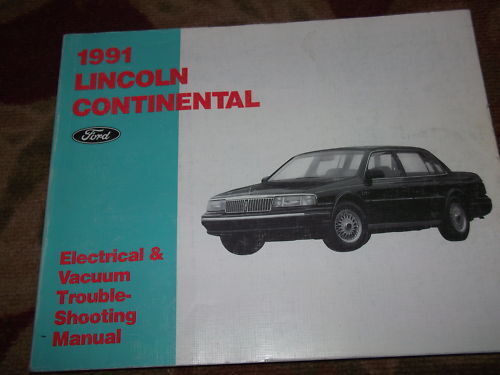 1991
LINCOLN
CONTINENTAL
Ford
Electrical &
Vacuum
Trouble-
Shooting
Manual